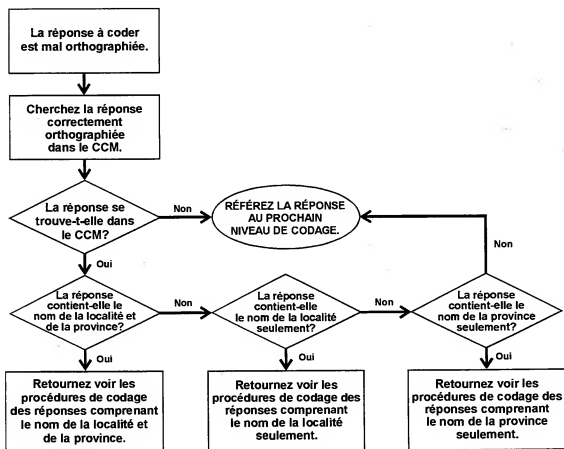 La réponse à coder
est mal orthographiée.
Cherchez la réponse
correctement
orthographiée
dans le CCM.
La réponse se
trouve-t-elle dans
le CCM?
Non
RÉFÉREZ LA RÉPONSE
AU PROCHAIN
NIVEAU DE CODAGE.
Non
Oui
La réponse
contient-elle le
nom de la localité et
de la province?
Non
La réponse
contient-elle
le nom de la localité
seulement?
Non
La réponse
contient-elle le
nom de la province
seulement?
Oui
Oui
Oui
Retournez voir les
procédures de codage
des réponses comprenant
le nom de la localité et
de la province.
Retournez voir les
procédures de codage des
réponses comprenant
le nom de la localité
seulement.
Retournez voir les
procédures de codage des
réponses comprenant
le nom de la province
seulement.